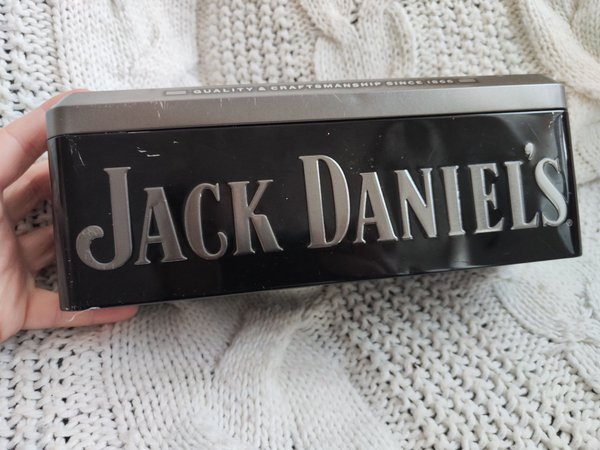 QUALITY & CRAFTSMANSHIP SINCE 1866
JACK DANIEL'S